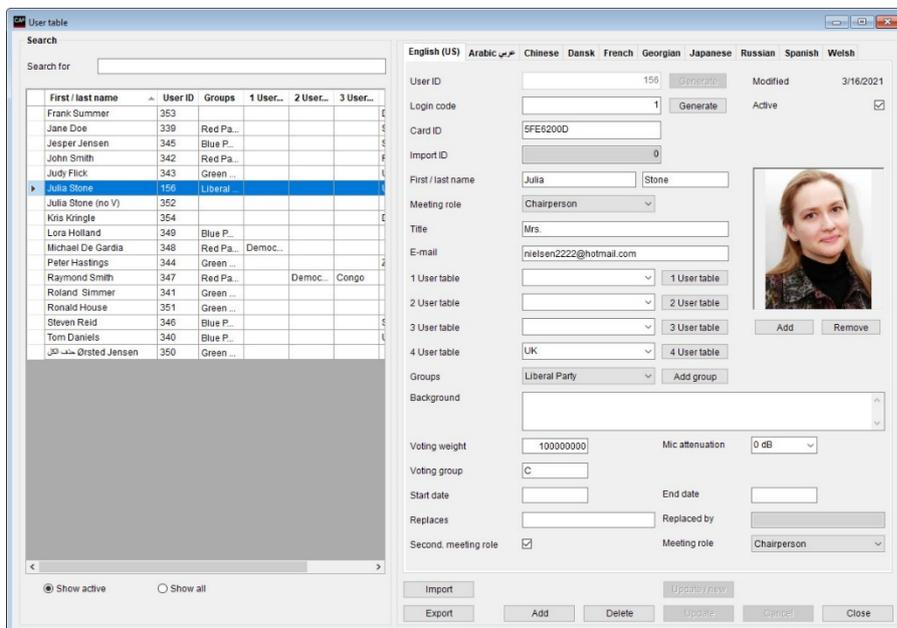 CAP User table
Search
Search for
First / last name User ID Groups 1 User... 2 User... 3 User...
Frank Summer 353
Jane Doe 339 Red Pa...
Jesper Jensen 345 Blue P...
John Smith 342 Red Pa...
Judy Flick 343 Green ...
Julia Stone 156 Liberal ...
Julia Stone (no V) 352
Kris Kringle 354
Lora Holland 349 Blue P...
Michael De Gardia 348 Red Pa... Democ...
Peter Hastings 344 Green ...
Raymond Smith 347 Red Pa... Democ... Congo
Roland Simmer 341 Green ...
Ronald House 351 Green ...
Steven Reid 346 Blue P...
Tom Daniels 340 Blue P...
حذف الكل Ørsted Jensen 350 Green ...
Show active Show all
English (US) Arabic عربي Chinese Dansk French Georgian Japanese Russian Spanish Welsh
User ID 156 Generate Modified 3/16/2021
Login code 1 Generate Active
Card ID 5FE6200D
Import ID 0
First / last name Julia Stone
Meeting role Chairperson
Title Mrs.
E-mail nielsen2222@hotmail.com
1 User table 1 User table
2 User table 2 User table
3 User table 3 User table
Add Remove
4 User table UK 4 User table
Groups Liberal Party Add group
Background
Voting weight 100000000 Mic attenuation 0 dB
Voting group C
Start date End date
Replaces Replaced by
Second. meeting role Meeting role Chairperson
Import Update / new
Export Add Delete Update Cancel Close